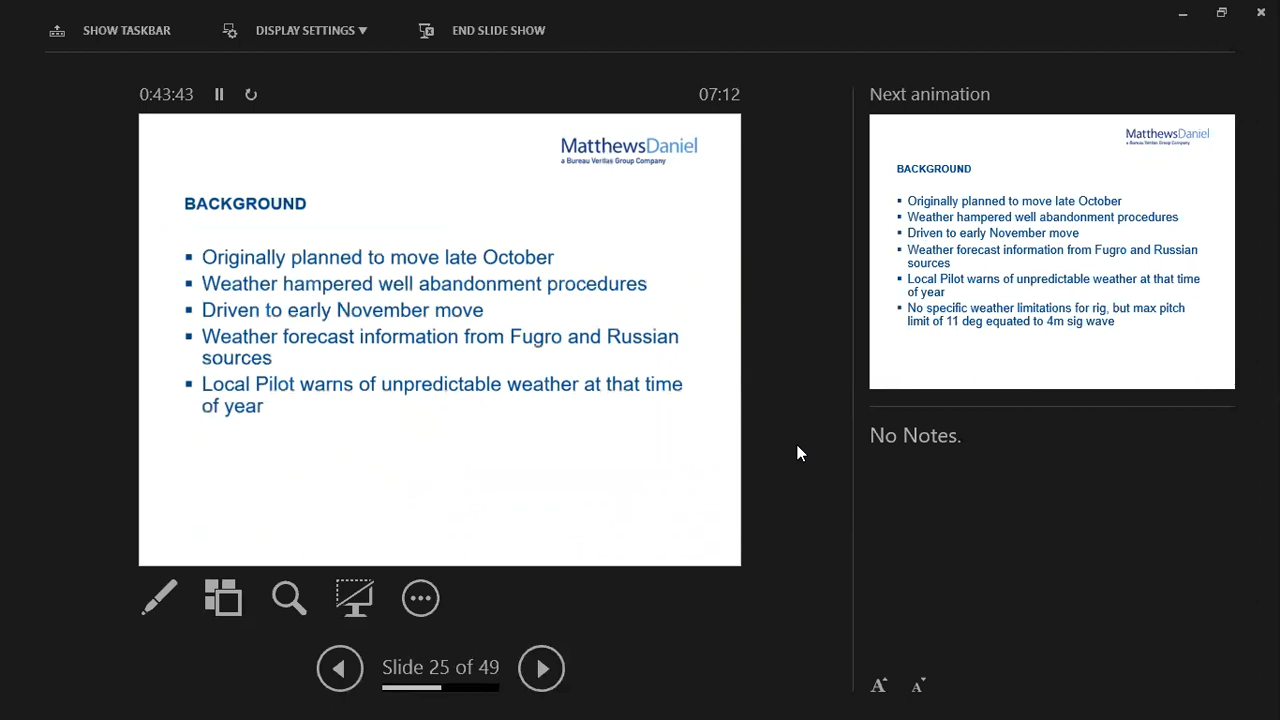 SHOW TASKBAR
DISPLAY SETTINGS ▼
END SLIDE SHOW
0:43:43
07:12
MatthewsDaniel
a Bureau Veritas Group Company
BACKGROUND
▪ Originally planned to move late October
▪ Weather hampered well abandonment procedures
▪ Driven to early November move
▪ Weather forecast information from Fugro and Russian
sources
▪ Local Pilot warns of unpredictable weather at that time
of year
Slide 25 of 49
Next animation
MatthewsDaniel
a Bureau Veritas Group Company
BACKGROUND
▪ Originally planned to move late October
▪ Weather hampered well abandonment procedures
▪ Driven to early November move
▪ Weather forecast information from Fugro and Russian
sources
▪ Local Pilot warns of unpredictable weather at that time
of year
▪ No specific weather limitations for rig, but max pitch
limit of 11 deg equated to 4m sig wave
No Notes.
A A